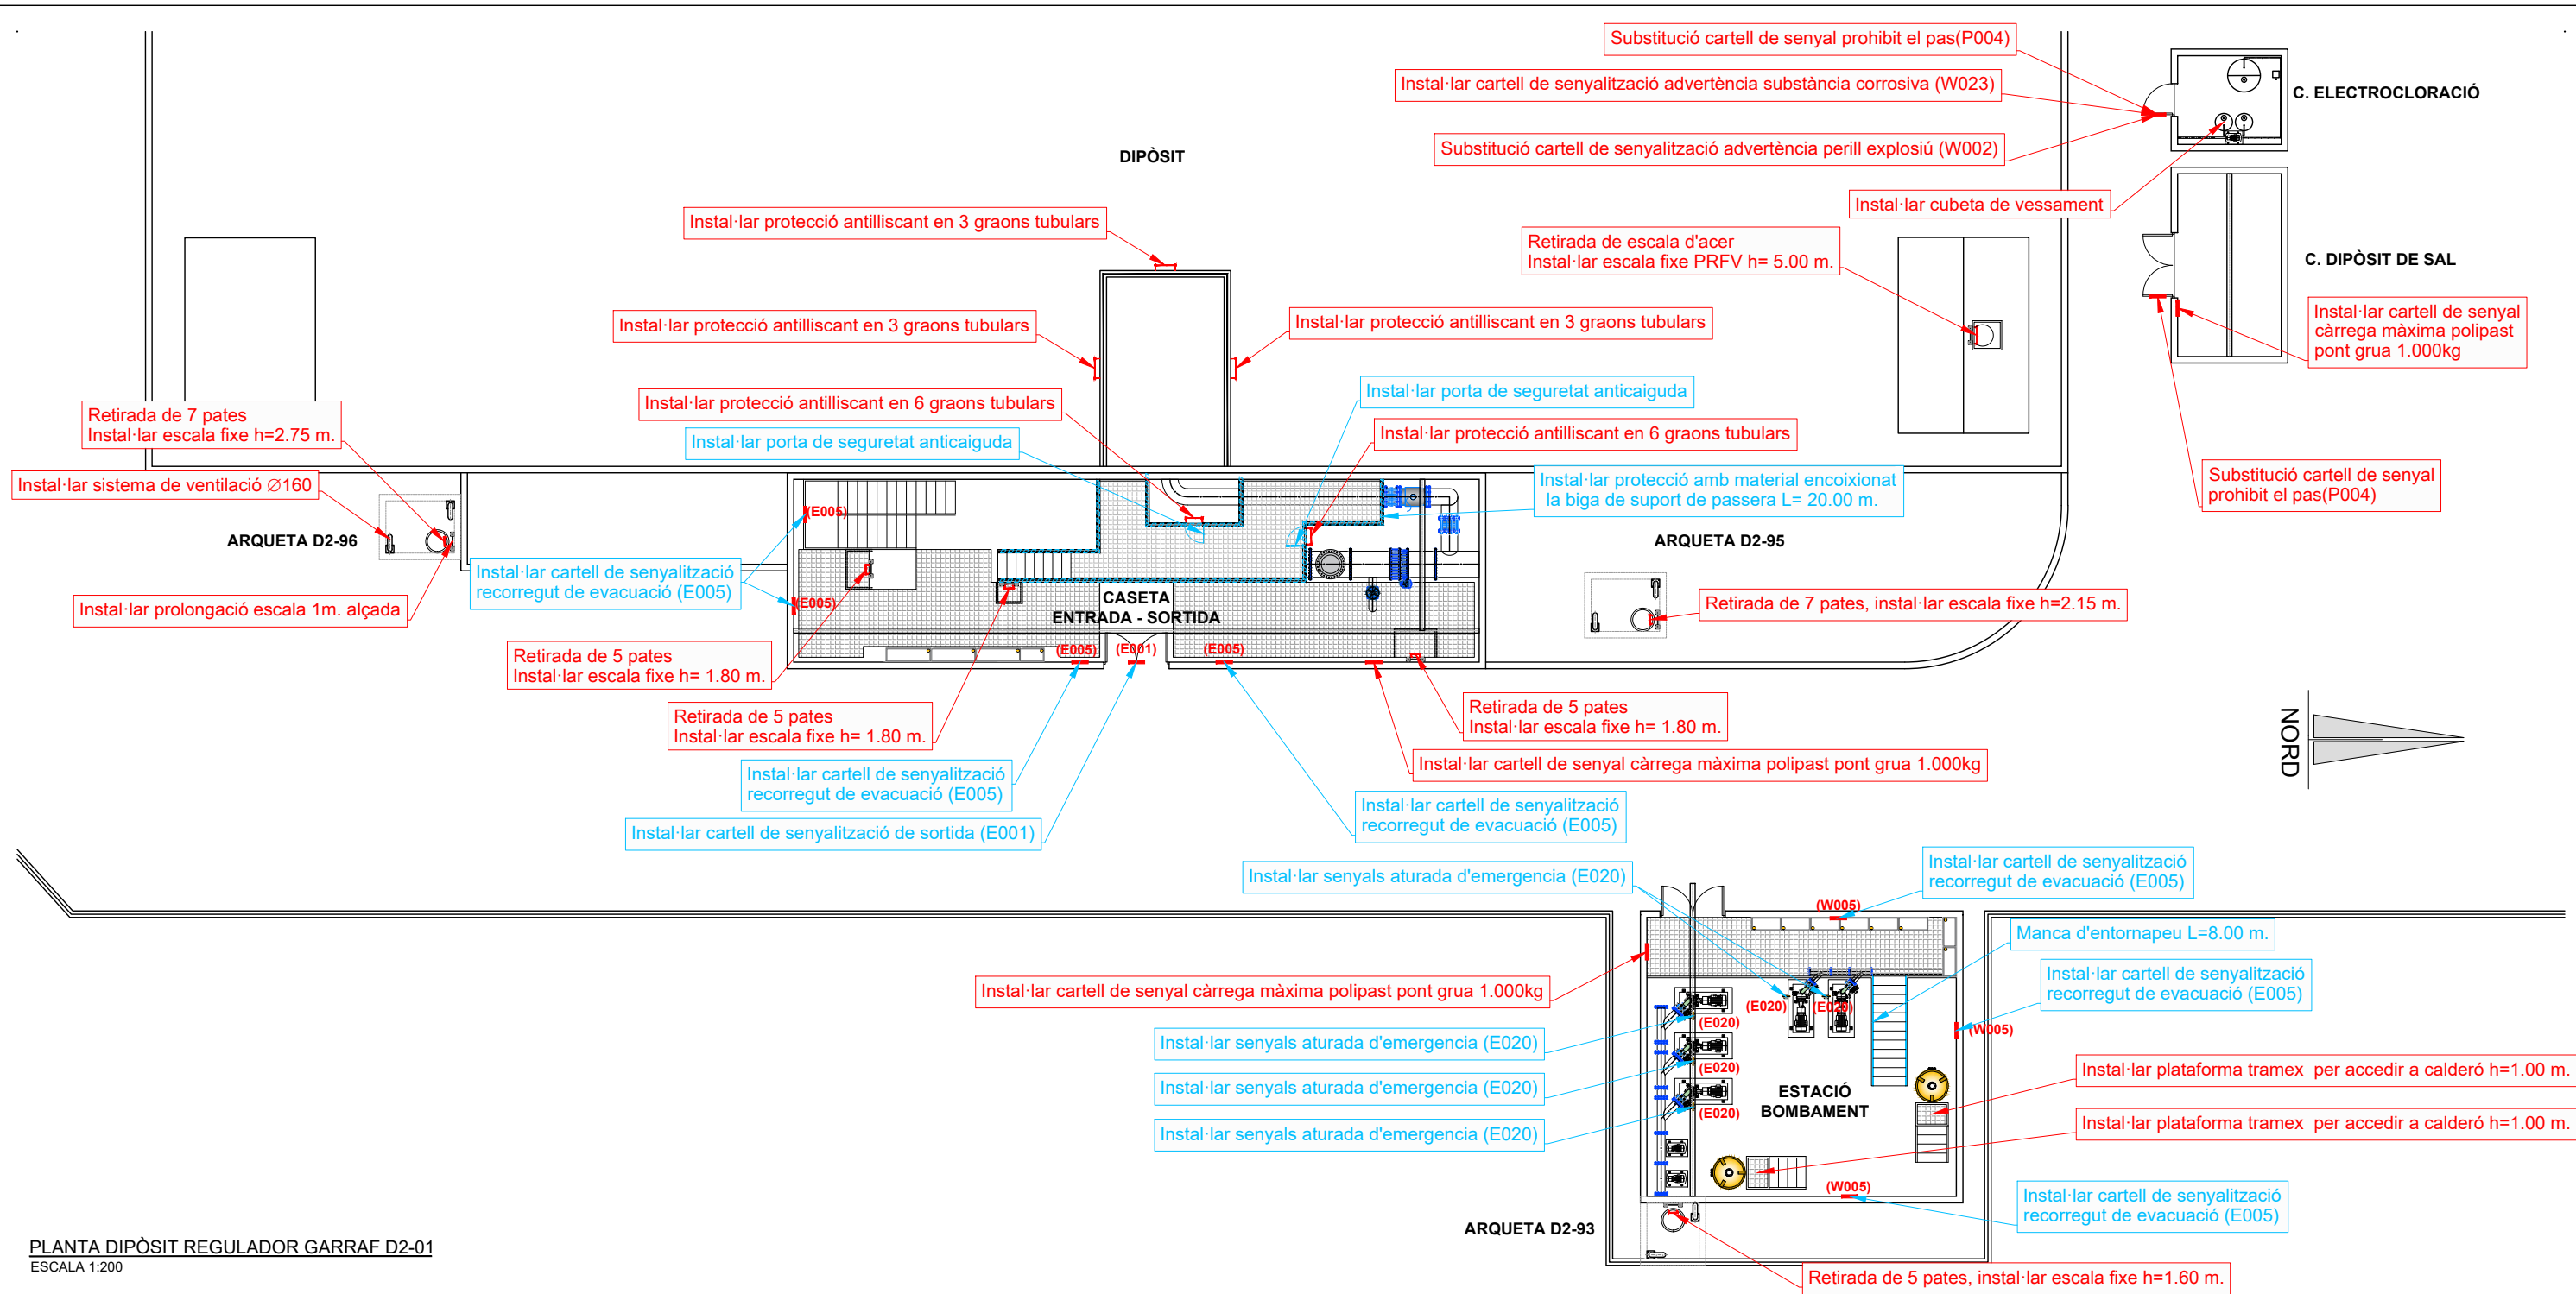 Substitució cartell de senyal prohibit el pas(P004)
Instal·lar cartell de senyalització advertència substància corrosiva (W023)
C. ELECTROCLORACIÓ
Substitució cartell de senyalització advertència perill explosiú (W002)
DIPÒSIT
Instal·lar cubeta de vessament
Instal·lar protecció antilliscant en 3 graons tubulars
Retirada de escala d'acer
Instal·lar escala fixe PRFV h= 5.00 m.
C. DIPÒSIT DE SAL
Instal·lar protecció antilliscant en 3 graons tubulars
Instal·lar protecció antilliscant en 3 graons tubulars
Instal·lar cartell de senyal
càrrega màxima polipast
pont grua 1.000kg
Instal·lar porta de seguretat anticaiguda
Instal·lar protecció antilliscant en 6 graons tubulars
Retirada de 7 pates
Instal·lar escala fixe h=2.75 m.
Instal·lar porta de seguretat anticaiguda
Instal·lar protecció antilliscant en 6 graons tubulars
Instal·lar sistema de ventilació Ø160
Instal·lar protecció amb material encoixionat
la biga de suport de passera L= 20.00 m.
Substitució cartell de senyal
prohibit el pas(P004)
(E005)
ARQUETA D2-96
ARQUETA D2-95
Instal·lar cartell de senyalització
recorregut de evacuació (E005)
Instal·lar prolongació escala 1m. alçada
(E005)
CASETA
ENTRADA - SORTIDA
Retirada de 7 pates, instal·lar escala fixe h=2.15 m.
(E005)
(E001)
(E005)
Retirada de 5 pates
Instal·lar escala fixe h= 1.80 m.
Retirada de 5 pates
Instal·lar escala fixe h= 1.80 m.
Retirada de 5 pates
Instal·lar escala fixe h= 1.80 m.
NORD
Instal·lar cartell de senyal càrrega màxima polipast pont grua 1.000kg
Instal·lar cartell de senyalització
recorregut de evacuació (E005)
Instal·lar cartell de senyalització
recorregut de evacuació (E005)
Instal·lar cartell de senyalització de sortida (E001)
Instal·lar senyals aturada d'emergencia (E020)
Instal·lar cartell de senyalització
recorregut de evacuació (E005)
(W005)
Manca d'entornapeu L=8.00 m.
Instal·lar cartell de senyalització
recorregut de evacuació (E005)
Instal·lar cartell de senyal càrrega màxima polipast pont grua 1.000kg
(E020)
(E020)
(E020)
(W005)
Instal·lar senyals aturada d'emergencia (E020)
(E020)
Instal·lar plataforma tramex per accedir a calderó h=1.00 m.
Instal·lar senyals aturada d'emergencia (E020)
(E020)
ESTACIÓ
BOMBAMENT
Instal·lar plataforma tramex per accedir a calderó h=1.00 m.
Instal·lar senyals aturada d'emergencia (E020)
(W005)
Instal·lar cartell de senyalització
recorregut de evacuació (E005)
ARQUETA D2-93
PLANTA DIPÒSIT REGULADOR GARRAF D2-01
ESCALA 1:200
Retirada de 5 pates, instal·lar escala fixe h=1.60 m.